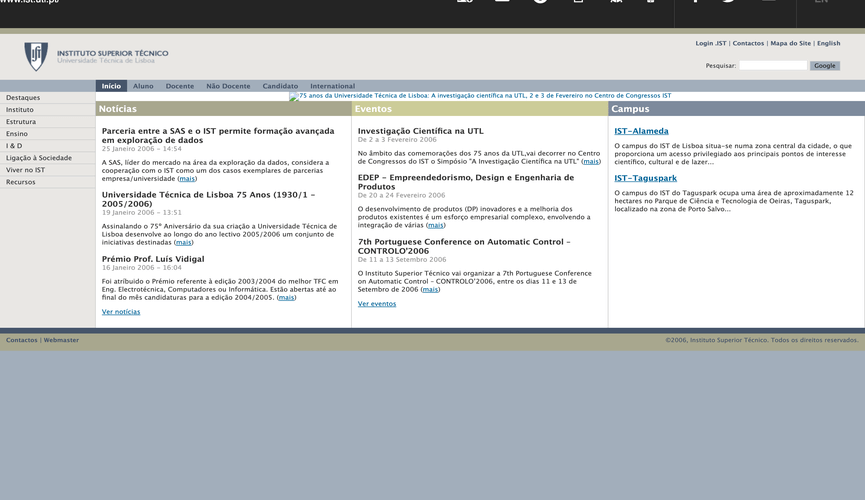 www.ist.utl.pt/
EN
INSTITUTO SUPERIOR TÉCNICO
Universidade Técnica de Lisboa
Login .IST | Contactos | Mapa do Site | English
Pesquisar:
Google
Início Aluno Docente Não Docente Candidato International
Destaques
Instituto
Estrutura
Ensino
I & D
Ligação à Sociedade
Viver no IST
Recursos
75 anos da Universidade Técnica de Lisboa: A investigação científica na UTL, 2 e 3 de Fevereiro no Centro de Congressos IST
Notícias
Parceria entre a SAS e o IST permite formação avançada
em exploração de dados
25 Janeiro 2006 - 14:54
A SAS, líder do mercado na área da exploração de dados, considera a
cooperação com o IST como um dos casos exemplares de parcerias
empresa/universidade (mais)
Universidade Técnica de Lisboa 75 Anos (1930/1 -
2005/2006)
19 Janeiro 2006 - 13:51
Assinalando o 75º Aniversário da sua criação a Universidade Técnica de
Lisboa desenvolve ao longo do ano lectivo 2005/2006 um conjunto de
iniciativas destinadas (mais)
Prémio Prof. Luís Vidigal
16 Janeiro 2006 - 16:04
Foi atribuido o Prémio referente à edição 2003/2004 do melhor TFC em
Eng. Electrotécnica, Computadores ou Informática. Estão abertas até ao
final do mês candidaturas para a edição 2004/2005. (mais)
Ver notícias
Eventos
Investigação Científica na UTL
De 2 a 3 Fevereiro 2006
No âmbito das comemorações dos 75 anos da UTL,vai decorrer no Centro
de Congressos do IST o Simpósio "A Investigação Científica na UTL" (mais)
EDEP - Empreendedorismo, Design e Engenharia de
Produtos
De 20 a 24 Fevereiro 2006
O desenvolvimento de produtos (DP) inovadores e a melhoria dos
produtos existentes é um esforço empresarial complexo, envolvendo a
integração de várias (mais)
7th Portuguese Conference on Automatic Control -
CONTROLO'2006
De 11 a 13 Setembro 2006
O Instituto Superior Técnico vai organizar a 7th Portuguese Conference
on Automatic Control - CONTROLO'2006, entre os dias 11 e 13 de
Setembro de 2006 (mais)
Ver eventos
Campus
IST-Alameda
O campus do IST de Lisboa situa-se numa zona central da cidade, o que
proporciona um acesso privilegiado aos principais pontos de interesse
científico, cultural e de lazer...
IST-Taguspark
O campus do IST do Taguspark ocupa uma área de aproximadamente 12
hectares no Parque de Ciência e Tecnologia de Oeiras, Taguspark,
localizado na zona de Porto Salvo...
Contactos | Webmaster
©2006, Instituto Superior Técnico. Todos os direitos reservados.